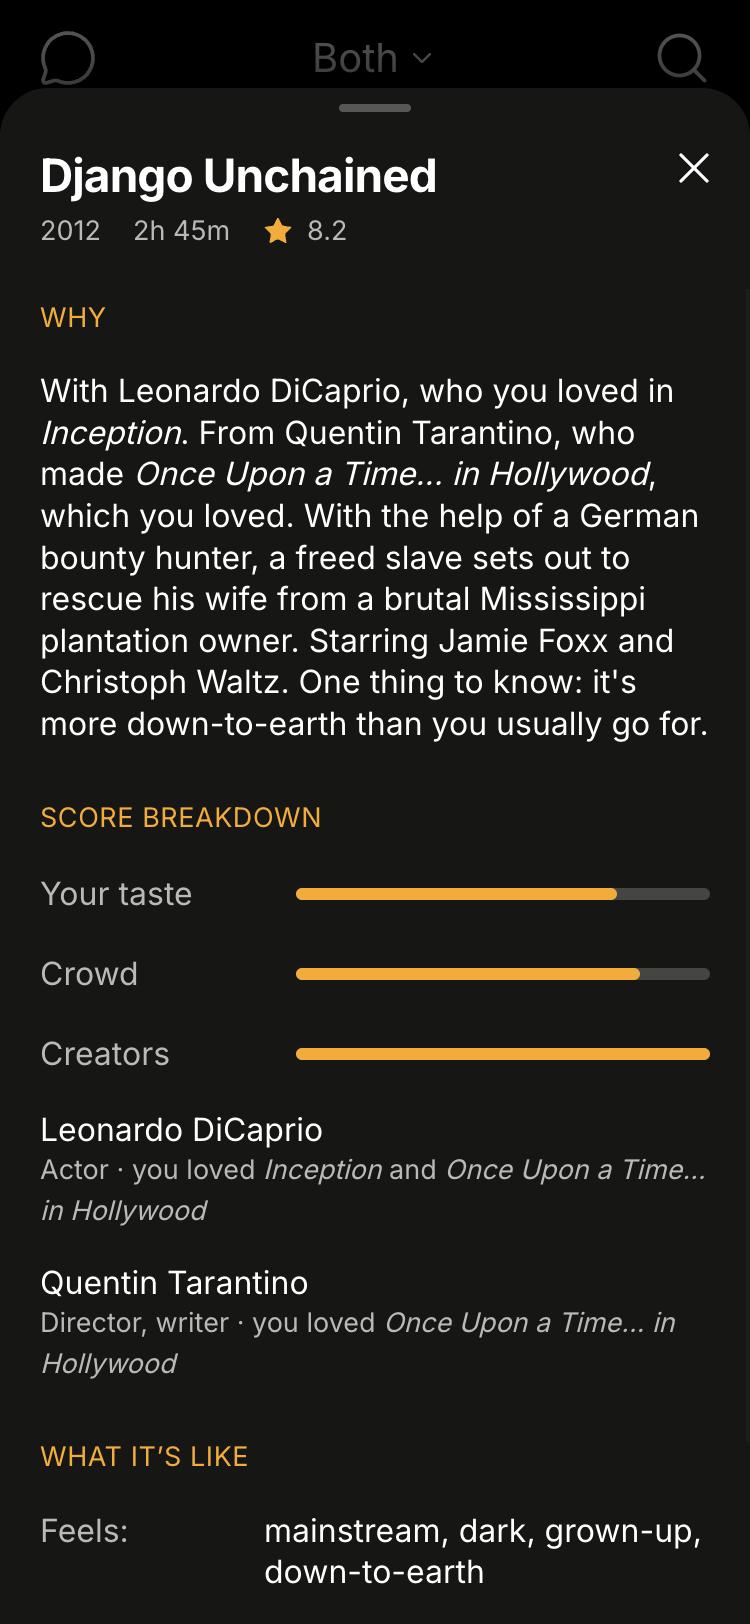 Both
Django Unchained
2012 2h 45m 8.2
WHY
With Leonardo DiCaprio, who you loved in
Inception. From Quentin Tarantino, who
made Once Upon a Time... in Hollywood,
which you loved. With the help of a German
bounty hunter, a freed slave sets out to
rescue his wife from a brutal Mississippi
plantation owner. Starring Jamie Foxx and
Christoph Waltz. One thing to know: it's
more down-to-earth than you usually go for.
SCORE BREAKDOWN
Your taste
Crowd
Creators
Leonardo DiCaprio
Actor · you loved Inception and Once Upon a Time...
in Hollywood
Quentin Tarantino
Director, writer · you loved Once Upon a Time... in
Hollywood
WHAT IT’S LIKE
Feels: mainstream, dark, grown-up,
down-to-earth